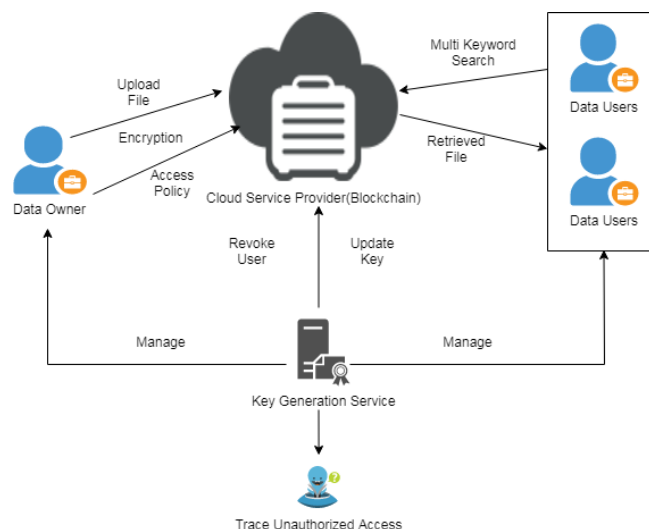 Upload
File
Encryption
Access
Policy
Data Owner
Cloud Service Provider(Blockchain)
Multi Keyword
Search
Retrieved
File
Data Users
Data Users
Revoke
User
Update
Key
Manage
Manage
Key Generation Service
?
Trace Unauthorized Access